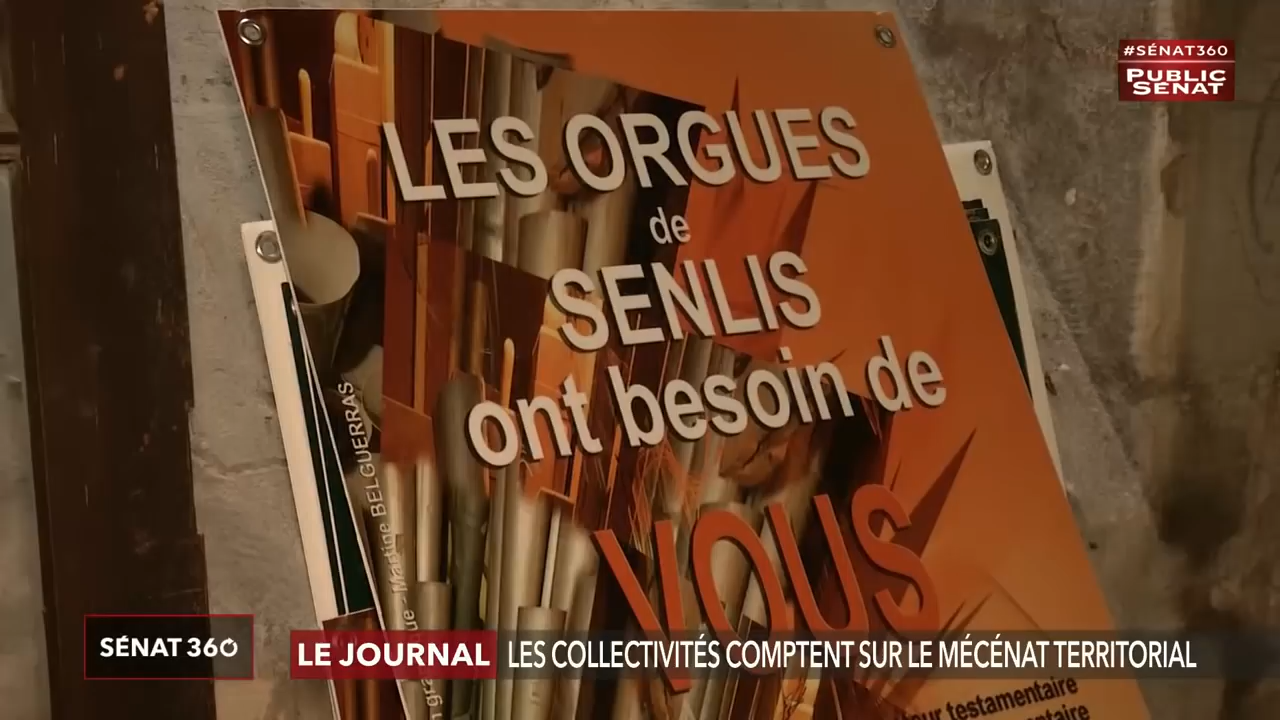 #SÉNAT360
PUBLIC
SÉNAT
LES ORGUES
de
SENLIS
ont besoin de
VOUS
Martine BELGUERRAS
testamentaire
SÉNAT 360
LE JOURNAL
LES COLLECTIVITÉS COMPTENT SUR LE MÉCÉNAT TERRITORIAL